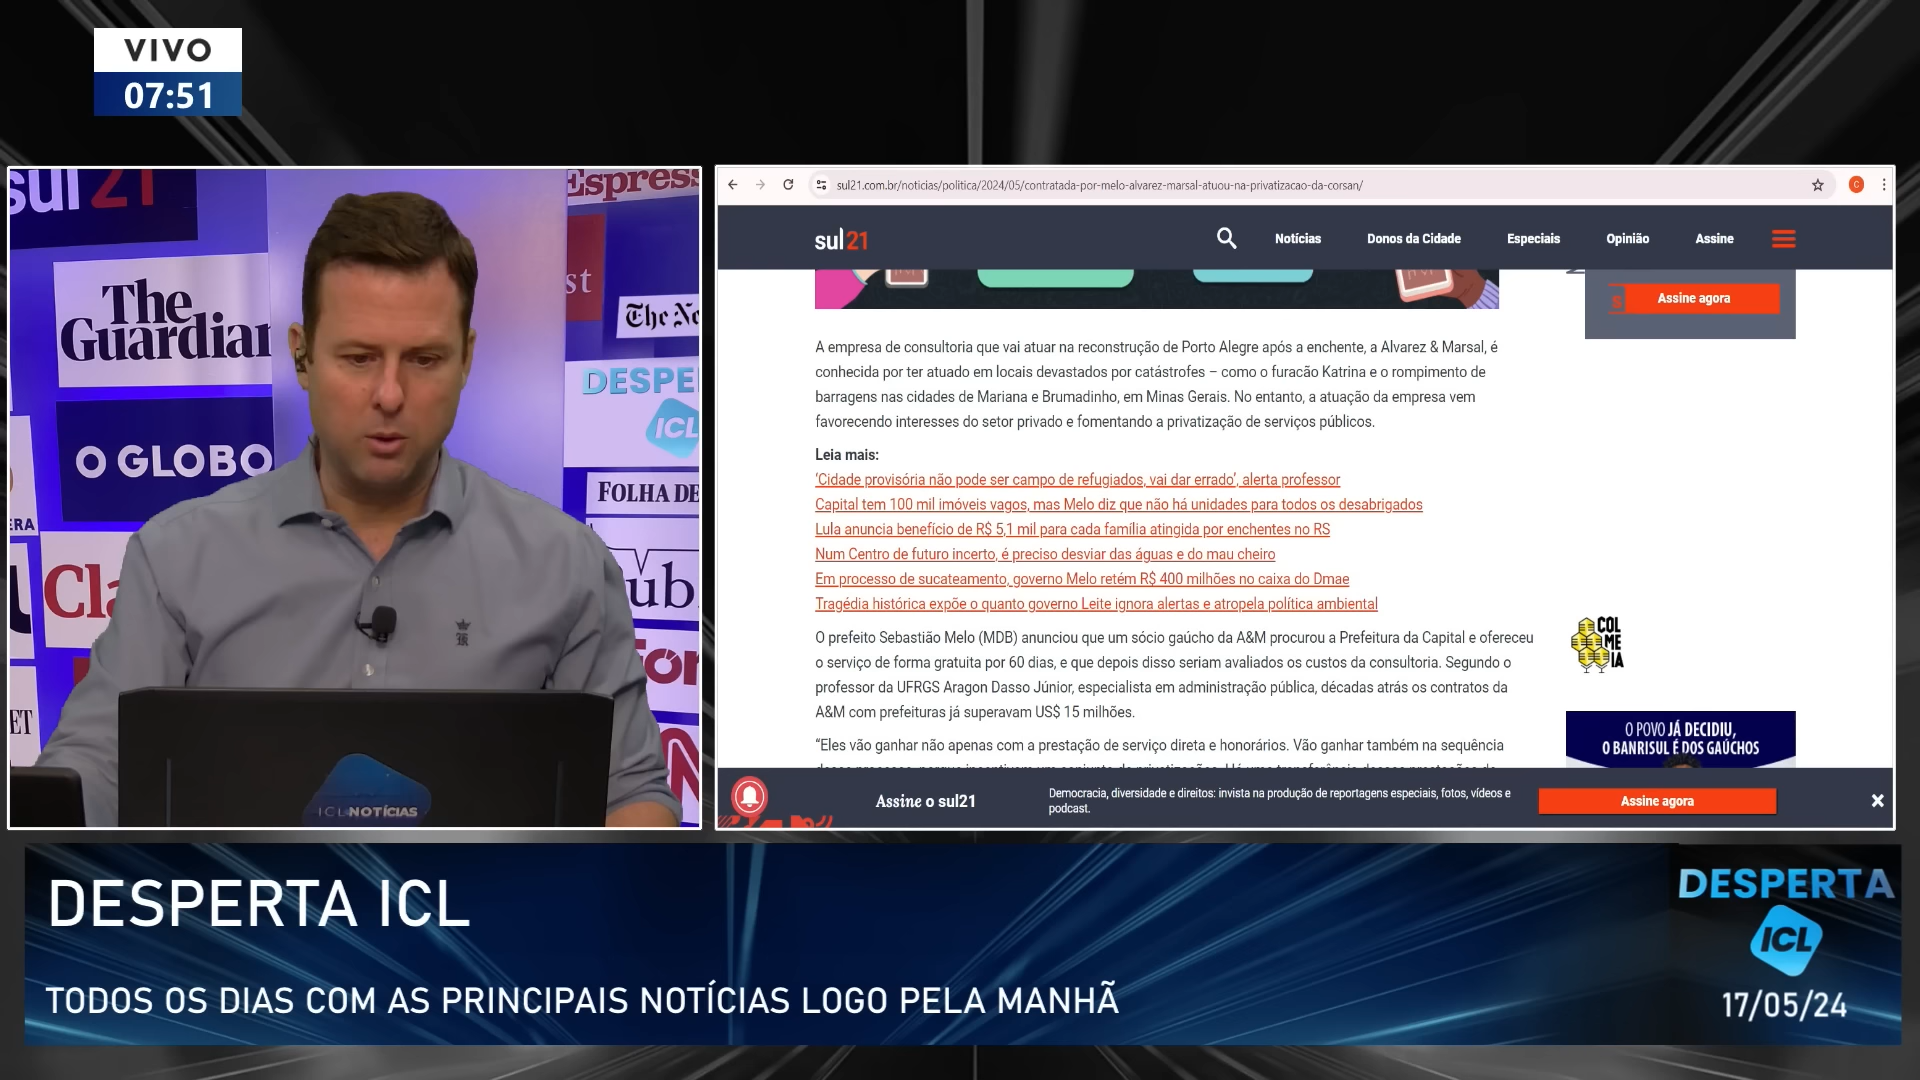 VIVO
07:51
sul21
Espress
The
Guardian
st
The Ne
DESPE
ICL
O GLOBO
FOLHA DE
ERA
Cla
ub
for
ET
N
ICL NOTÍCIAS
sul21.com.br/noticias/politica/2024/05/contratada-por-melo-alvarez-marsal-atuou-na-privatizacao-da-corsan/
C
sul21
Notícias
Donos da Cidade
Especiais
Opinião
Assine
Assine agora
A empresa de consultoria que vai atuar na reconstrução de Porto Alegre após a enchente, a Alvarez & Marsal, é
conhecida por ter atuado em locais devastados por catástrofes – como o furacão Katrina e o rompimento de
barragens nas cidades de Mariana e Brumadinho, em Minas Gerais. No entanto, a atuação da empresa vem
favorecendo interesses do setor privado e fomentando a privatização de serviços públicos.
Leia mais:
‘Cidade provisória não pode ser campo de refugiados, vai dar errado’, alerta professor
Capital tem 100 mil imóveis vagos, mas Melo diz que não há unidades para todos os desabrigados
Lula anuncia benefício de R$ 5,1 mil para cada família atingida por enchentes no RS
Num Centro de futuro incerto, é preciso desviar das águas e do mau cheiro
Em processo de sucateamento, governo Melo retém R$ 400 milhões no caixa do Dmae
Tragédia histórica expõe o quanto governo Leite ignora alertas e atropela política ambiental
O prefeito Sebastião Melo (MDB) anunciou que um sócio gaúcho da A&M procurou a Prefeitura da Capital e ofereceu
o serviço de forma gratuita por 60 dias, e que depois disso seriam avaliados os custos da consultoria. Segundo o
professor da UFRGS Aragon Dasso Júnior, especialista em administração pública, décadas atrás os contratos da
A&M com prefeituras já superavam US$ 15 milhões.
“Eles vão ganhar não apenas com a prestação de serviço direta e honorários. Vão ganhar também na sequência
COL
ME
IA
O POVO JÁ DECIDIU,
O BANRISUL É DOS GAÚCHOS
Assine o sul21
Democracia, diversidade e direitos: invista na produção de reportagens especiais, fotos, vídeos e
podcast.
Assine agora
DESPERTA ICL
TODOS OS DIAS COM AS PRINCIPAIS NOTÍCIAS LOGO PELA MANHÃ
DESPERTA
ICL
17/05/24